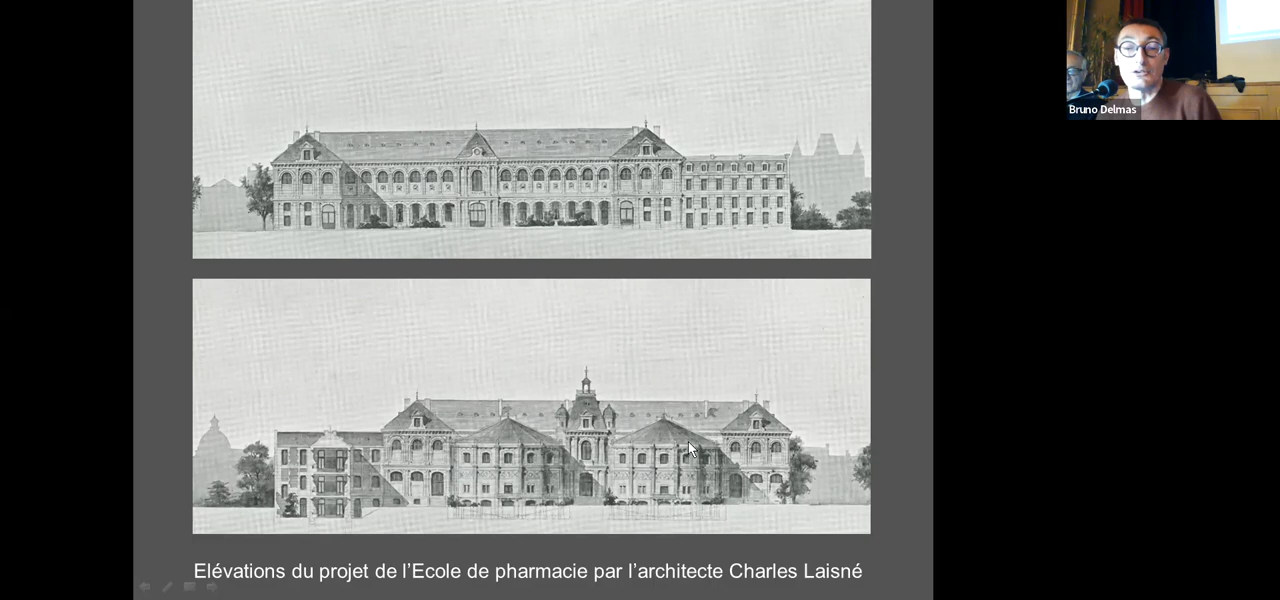 Bruno Delmas
Elévations du projet de l’Ecole de pharmacie par l’architecte Charles Laisné